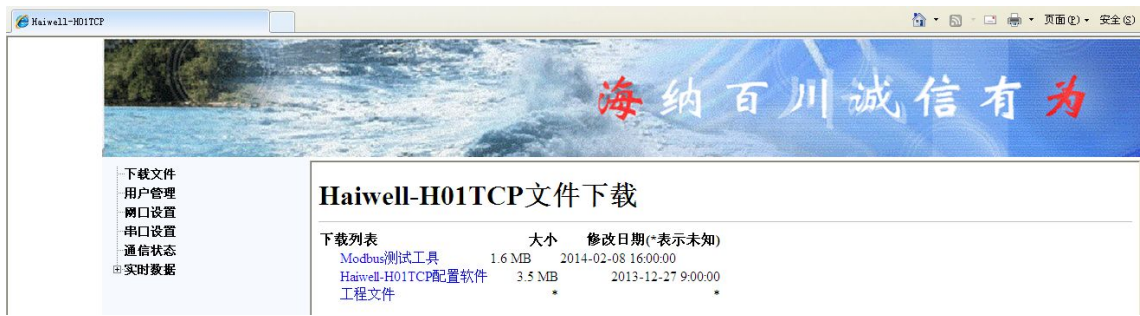 Haiwell-H01TCP
页面(P) 安全(S)
海纳百川诚信有为
下载文件
用户管理
网口设置
串口设置
通信状态
实时数据
Haiwell-H01TCP文件下载
下载列表 大小 修改日期(*表示未知)
Modbus测试工具 1.6 MB 2014-02-08 16:00:00
Haiwell-H01TCP配置软件 3.5 MB 2013-12-27 9:00:00
工程文件 * *